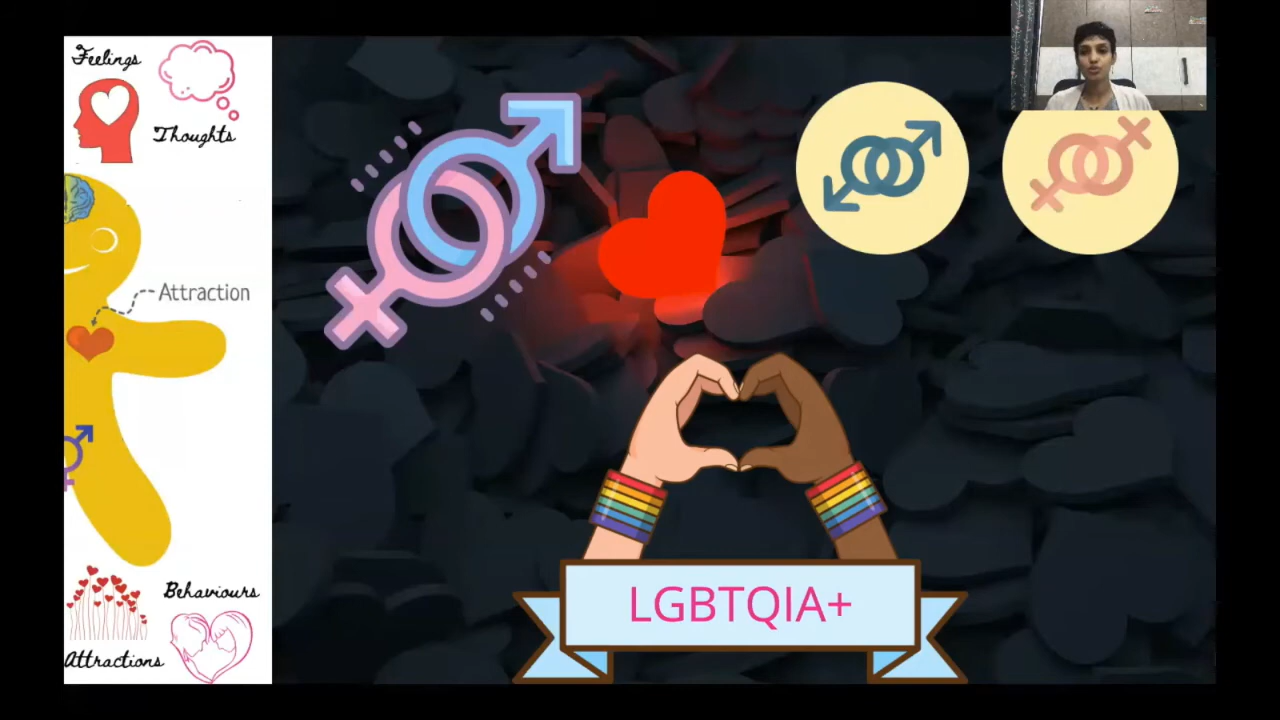 Feelings
Thoughts
Attraction
Behaviours
Attractions
LGBTQIA+